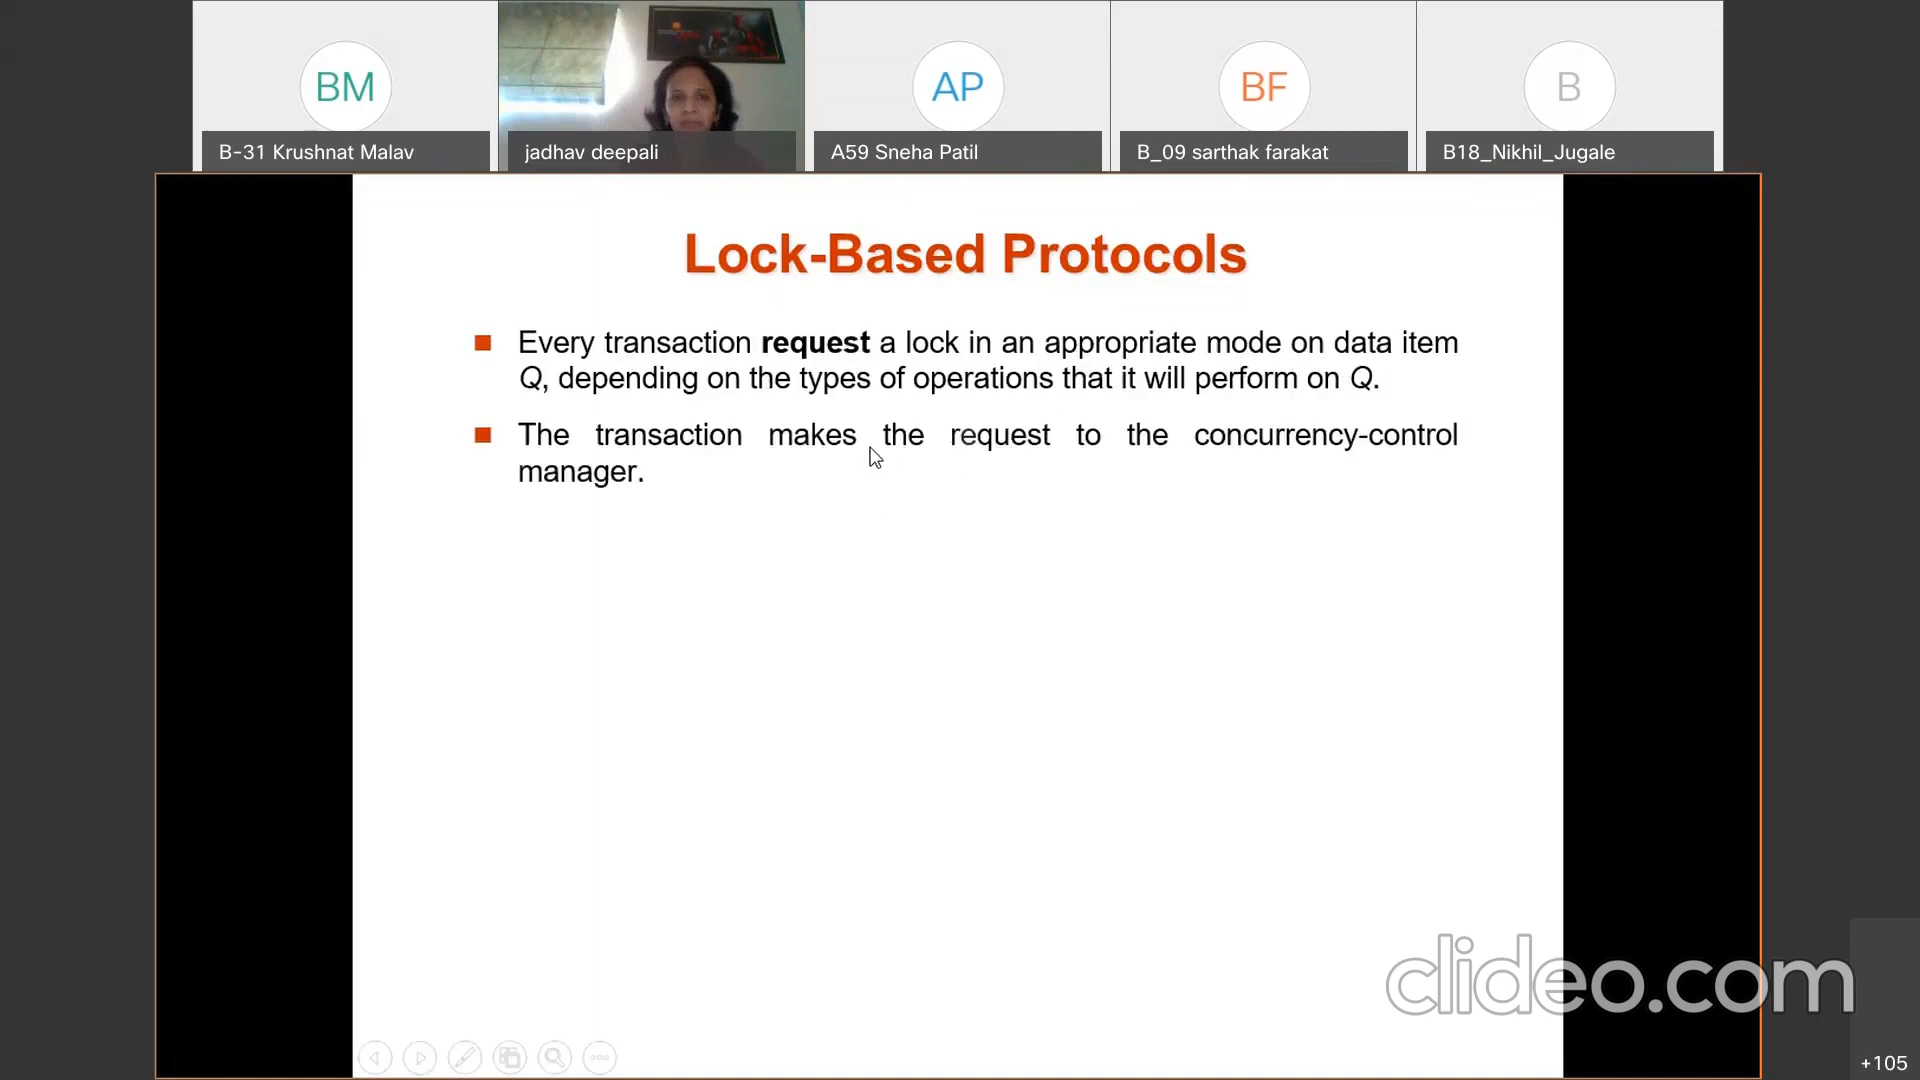 BM
AP
BF
B
B-31 Krushnat Malav
jadhav deepali
A59 Sneha Patil
B_09 sarthak farakat
B18_Nikhil_Jugale
Lock-Based Protocols
Every transaction request a lock in an appropriate mode on data item
Q, depending on the types of operations that it will perform on Q.
The transaction makes the request to the concurrency-control
manager.
clideo.com
+105